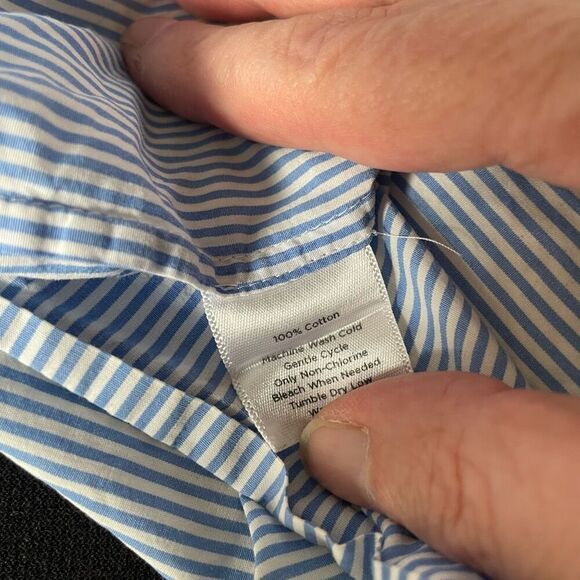 100% Cotton
Machine Wash Cold
Gentle Cycle
Only Non-Chlorine
Bleach When Needed
Tumble Dry Low